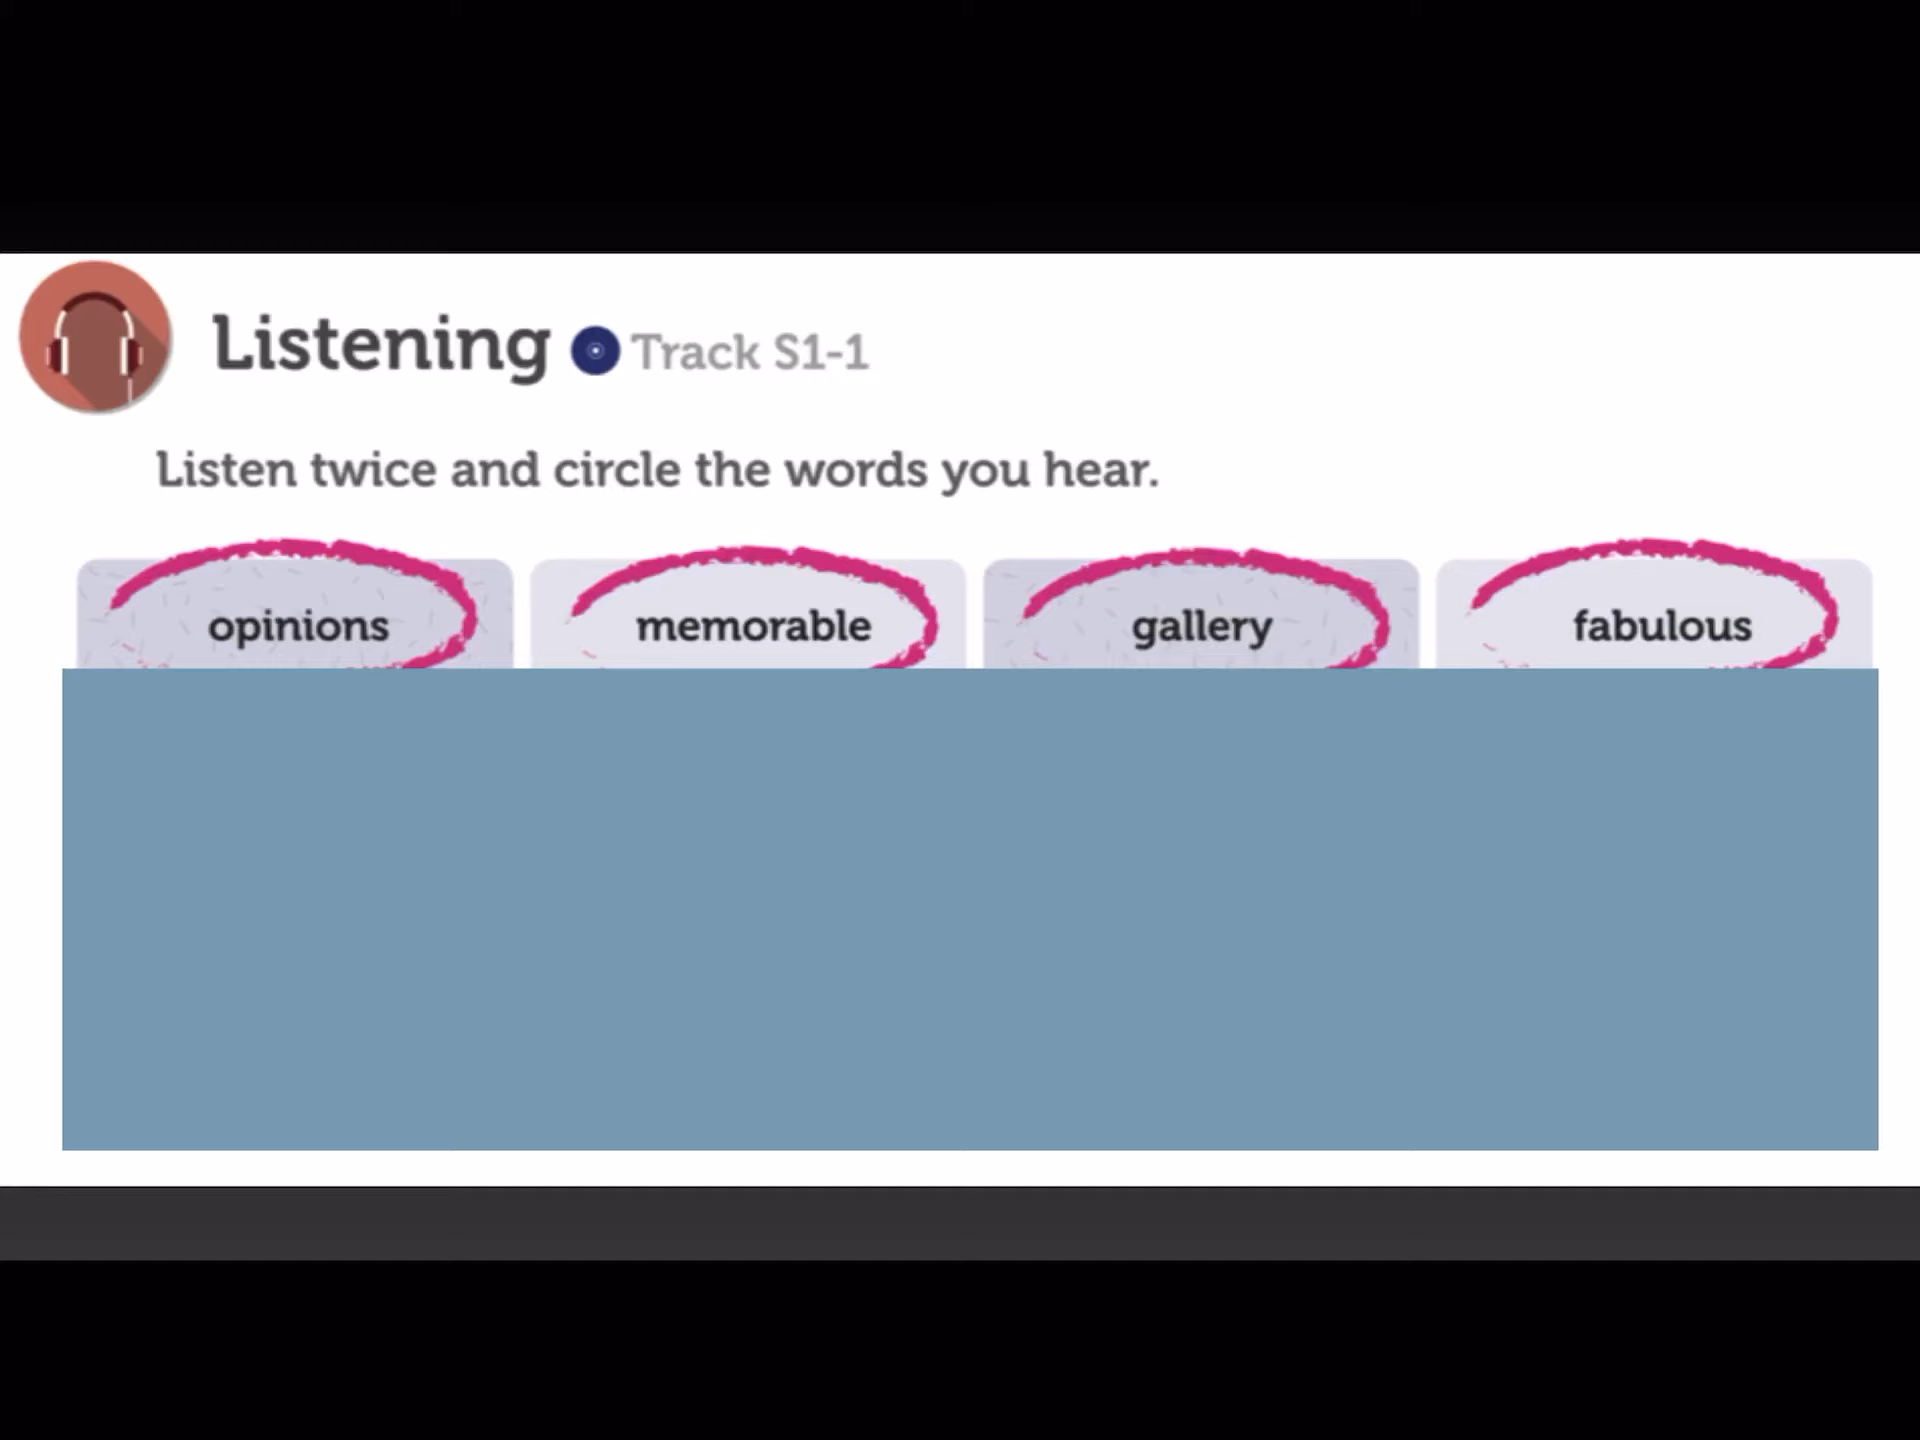 Listening Track S1-1
Listen twice and circle the words you hear.
opinions memorable gallery fabulous